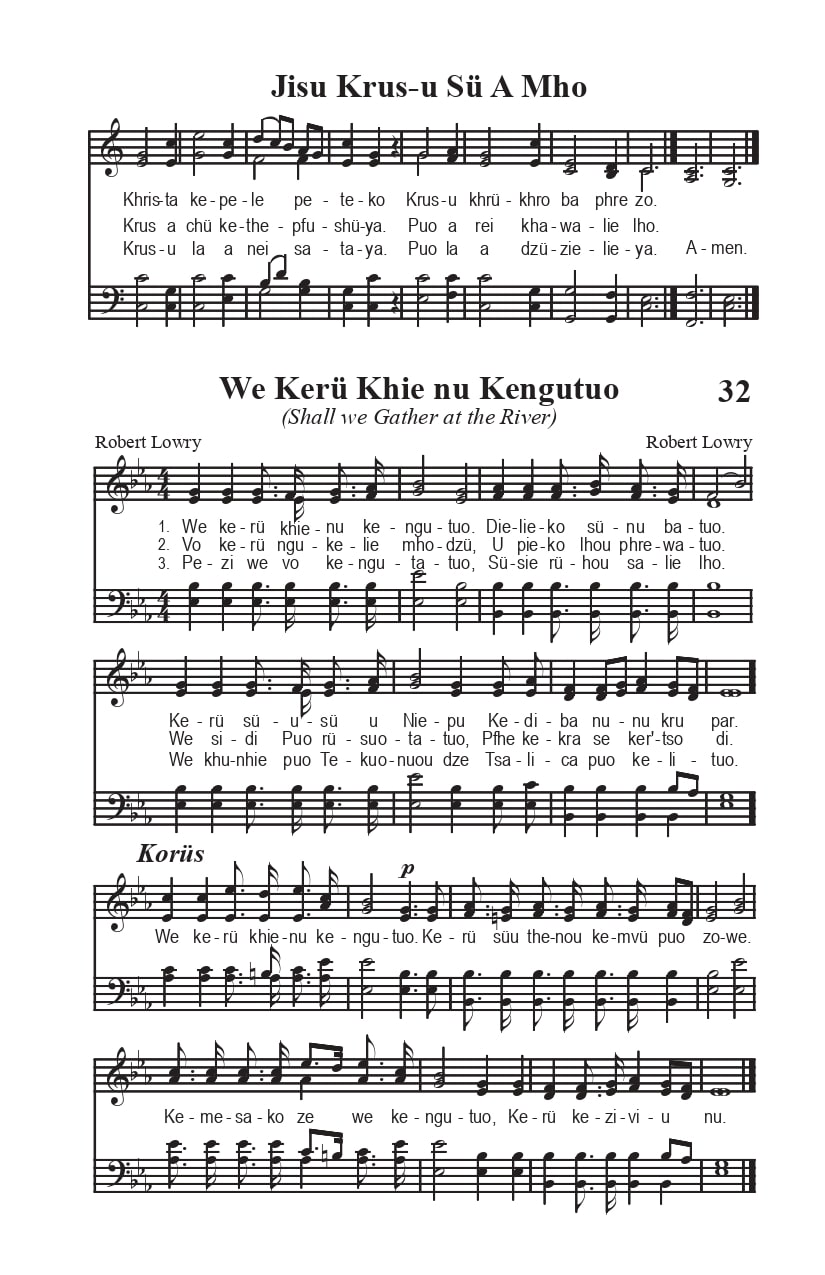 Jisu Krus-u Sü A Mho
Khris-ta ke-pe-le pe-te-ko Krus-u khrü-khro ba phre zo.
Krus a chü ke-the-pfu-shü-ya. Puo a rei kha-wa-lie lho.
Krus-u la a nei sa-ta-ya. Puo la a dzü-zie-lie-ya. A-men.
We Kerü Khie nu Kengutuo 32
(Shall we Gather at the River)
Robert Lowry Robert Lowry
4
4
1. We ke-rü khie-nu ke-ngu-tuo. Die-lie-ko sü-nu ba-tuo.
2. Vo ke-rü ngu-ke-lie mho-dzü, U pie-ko lhou phre-wa-tuo.
3. Pe-zi we vo ke-ngu-ta-tuo, Sü-sie rü-hou sa-lie lho.
4
4
Ke-rü sü-u-sü u Nie-pu Ke-di-ba nu-nu kru par.
We si-di Puo rü-suo-ta-tuo, Pfhe ke-kra se ker'-tso di.
We khu-nhie puo Te-kuo-nuou dze Tsa-li-ca puo ke-li-tuo.
Korüs
p
We ke-rü khie-nu ke-ngu-tuo. Ke-rü süu the-nou ke-mvü puo zo-we.
Ke-me-sa-ko ze we ke-ngu-tuo, Ke-rü ke-zi-vi-u nu.